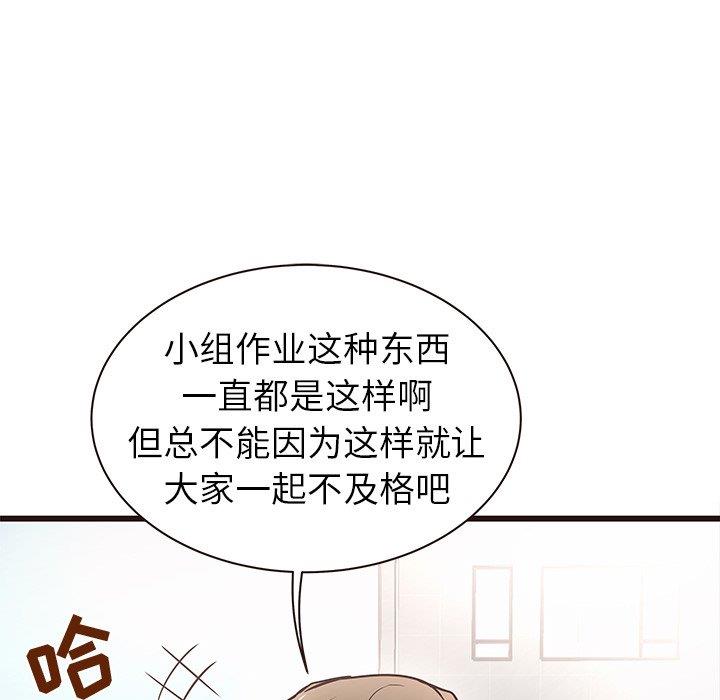 小组作业这种东西
一直都是这样啊
但总不能因为这样就让
大家一起不及格吧
哈